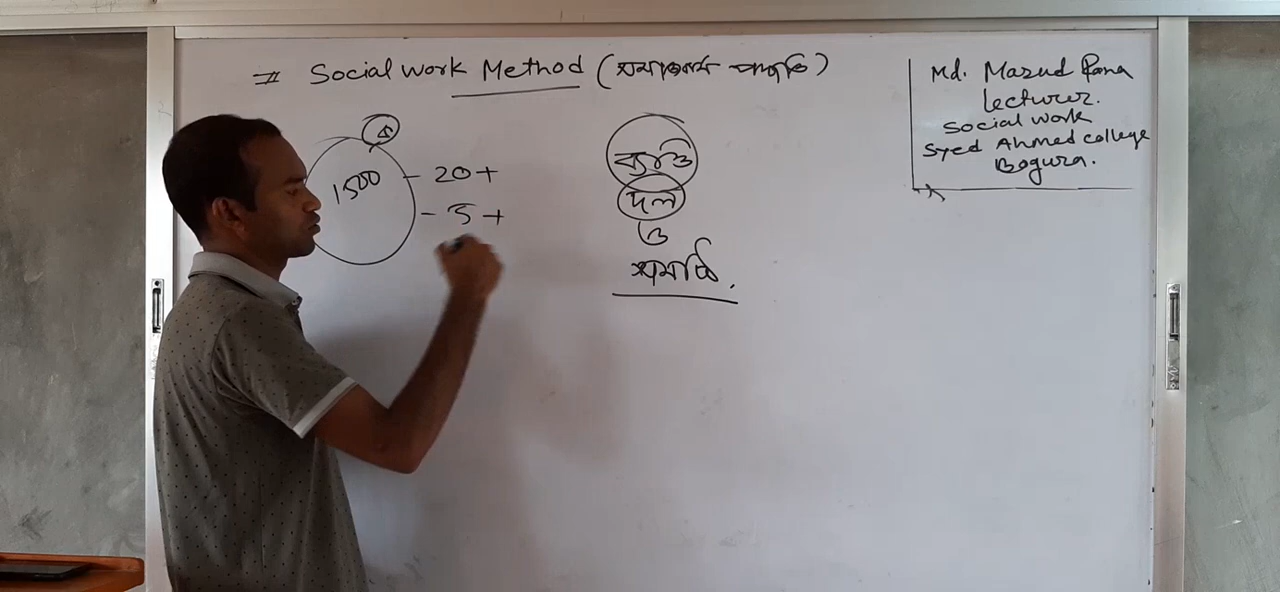 # Social work Method (সমাজকর্ম পদ্ধতি)
Md. Masud Rana
Lecturer.
Social work
Syed Ahmed college
Bogura.
1500
- 20+
- 5+
ব্যক্তি
দল
ও
সমষ্টি.